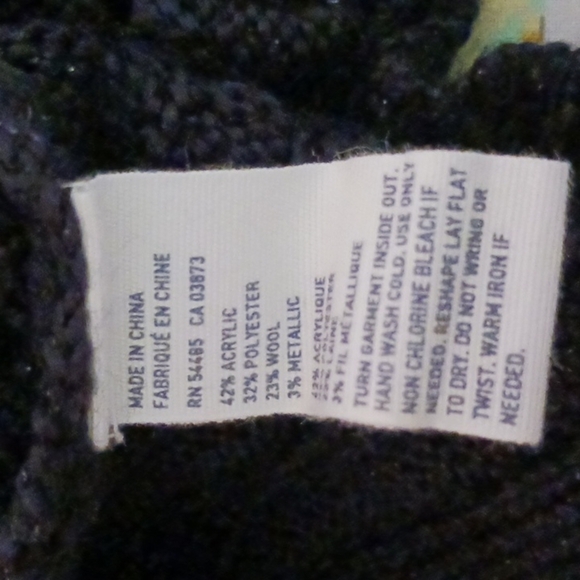 MADE IN CHINA
FABRIQUÉ EN CHINE
RN 54485 CA 03873
42% ACRYLIC
32% POLYESTER
23% WOOL
3% METALLIC
42% ACRYLIQUE
3% FIL MÉTALLIQUE
TURN GARMENT INSIDE OUT.
HAND WASH COLD. USE ONLY
NON CHLORINE BLEACH IF
NEEDED. RESHAPE LAY FLAT
TO DRY. DO NOT WRING OR
TWIST. WARM IRON IF
NEEDED.